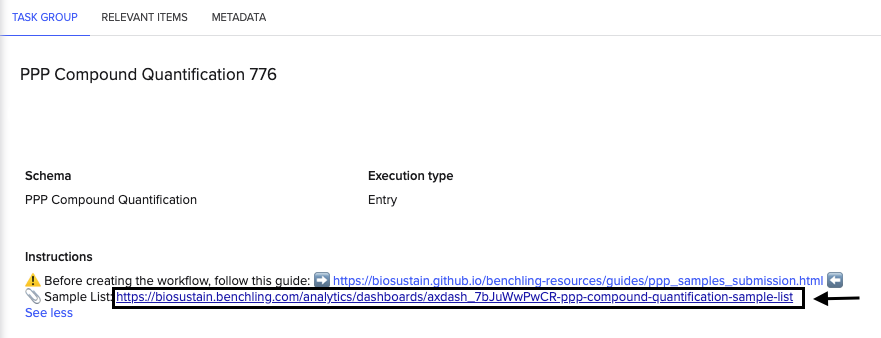 TASK GROUP RELEVANT ITEMS METADATA
PPP Compound Quantification 776
Schema Execution type
PPP Compound Quantification Entry
Instructions
⚠️ Before creating the workflow, follow this guide: ➡️ https://biosustain.github.io/benchling-resources/guides/ppp_samples_submission.html ⬅️
📎 Sample List: https://biosustain.benchling.com/analytics/dashboards/axdash_7bJuWwPwCR-ppp-compound-quantification-sample-list
See less